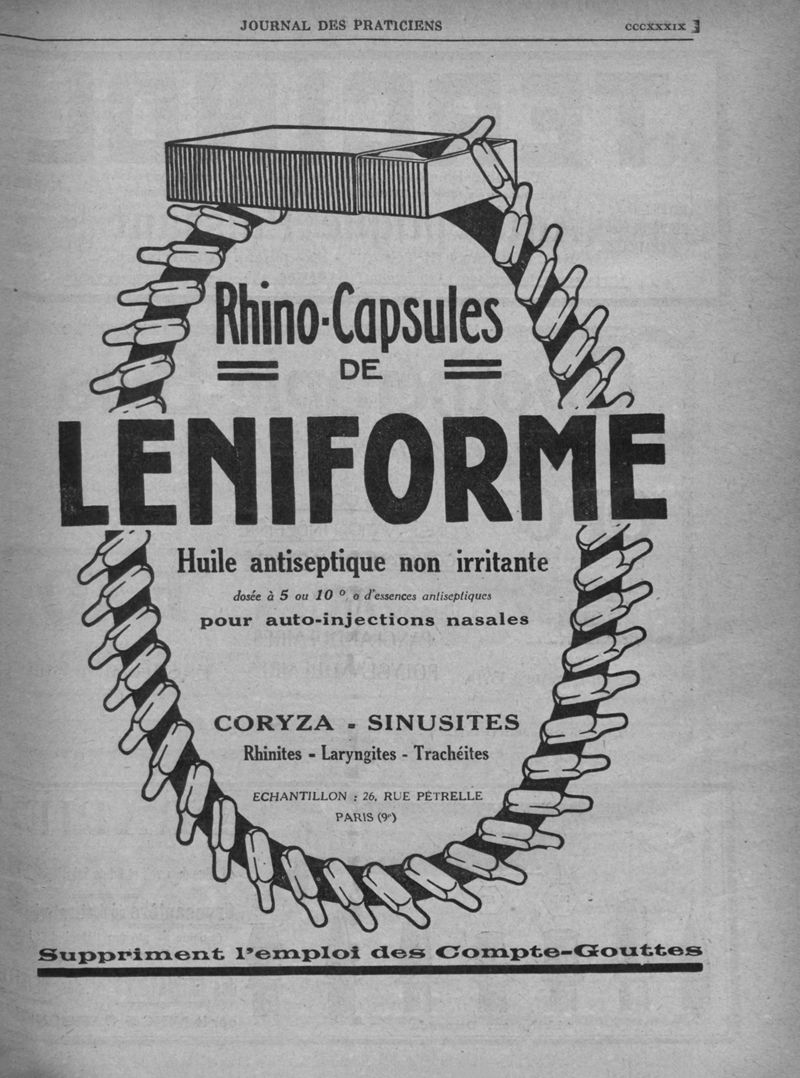 JOURNAL DES PRATICIENS
CCCXXXIX
Rhino-Capsules
DE
LENIFORME
Huile antiseptique non irritante
dosée à 5 ou 10 °/o d'essences antiseptiques
pour auto-injections nasales
CORYZA - SINUSITES
Rhinites - Laryngites - Trachéites
ECHANTILLON : 26, RUE PÉTRELLE
PARIS (9e)
Suppriment l'emploi des Compte-Gouttes